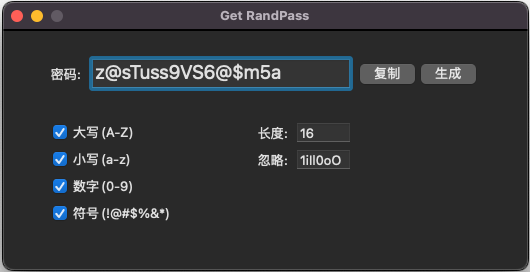 Get RandPass
密码: z@sTuss9VS6@$m5a 复制 生成
大写 (A-Z) 长度: 16
小写 (a-z) 忽略: 1iIl0oO
数字 (0-9)
符号 (!@#$%&*)